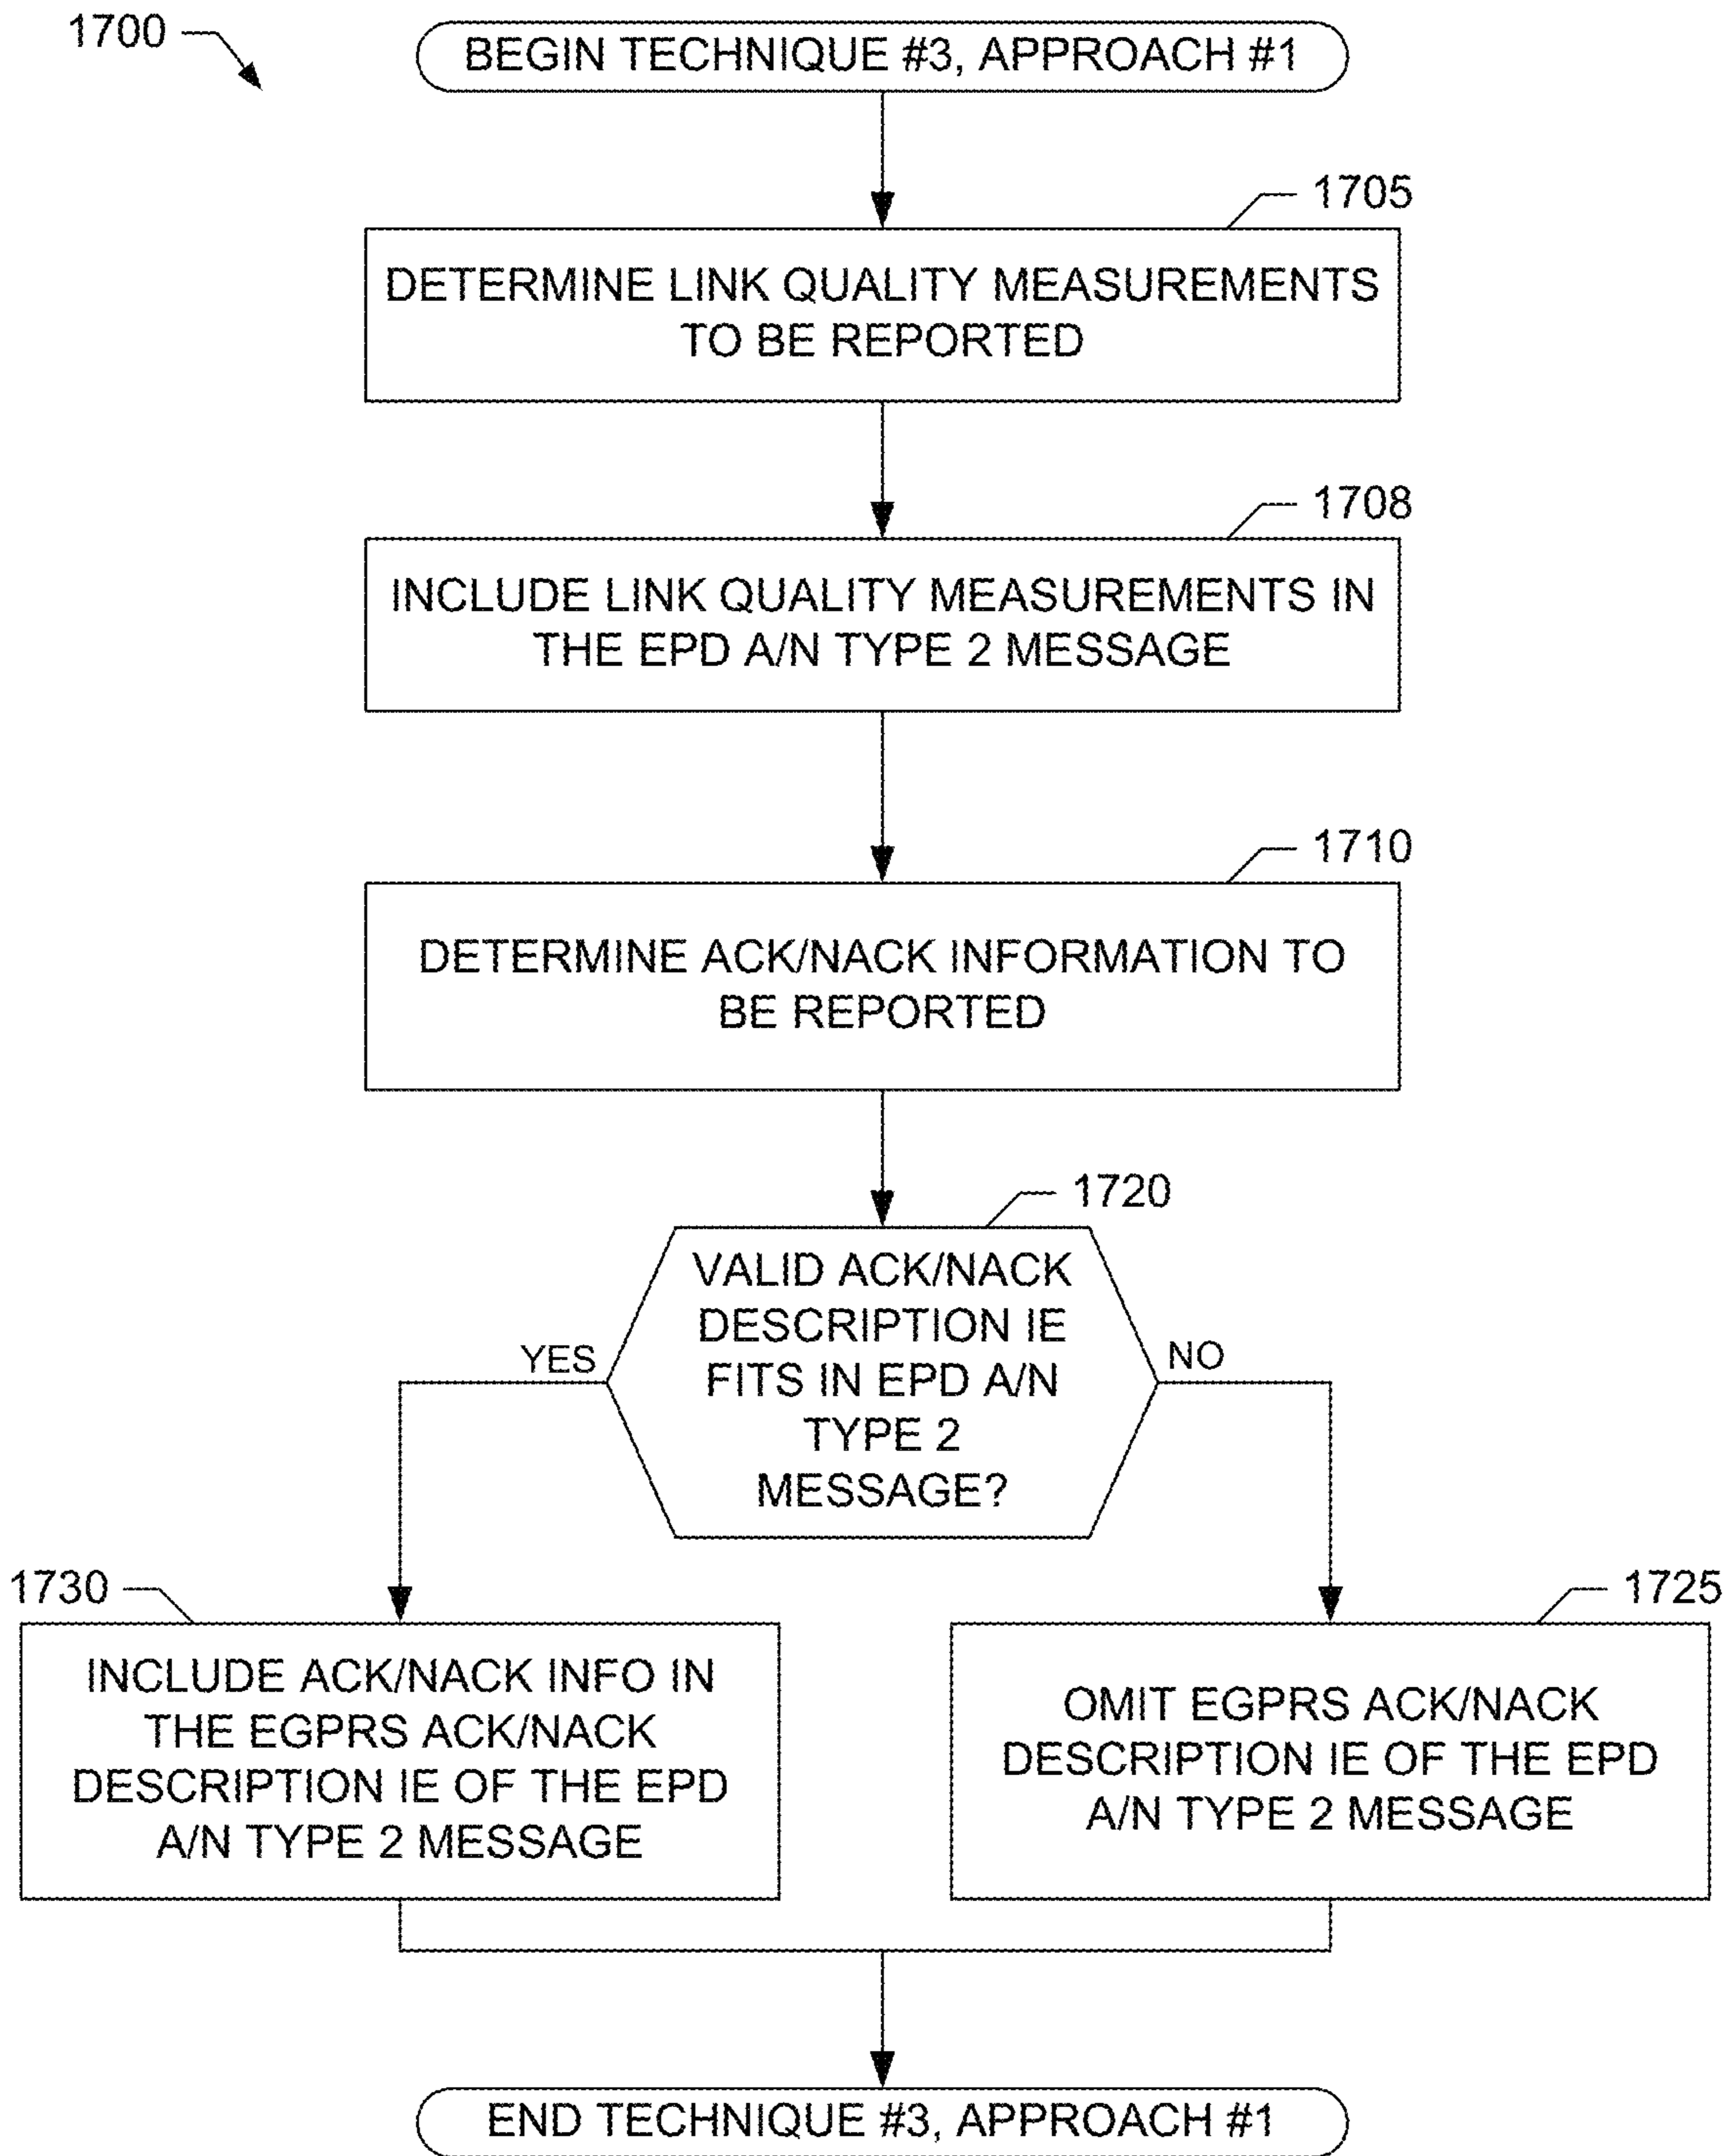 1700
BEGIN TECHNIQUE #3, APPROACH #1
1705
DETERMINE LINK QUALITY MEASUREMENTS
TO BE REPORTED
1708
INCLUDE LINK QUALITY MEASUREMENTS IN
THE EPD A/N TYPE 2 MESSAGE
1710
DETERMINE ACK/NACK INFORMATION TO
BE REPORTED
1720
VALID ACK/NACK
DESCRIPTION IE
FITS IN EPD A/N
TYPE 2
MESSAGE?
YES
NO
1730
INCLUDE ACK/NACK INFO IN
THE EGPRS ACK/NACK
DESCRIPTION IE OF THE EPD
A/N TYPE 2 MESSAGE
1725
OMIT EGPRS ACK/NACK
DESCRIPTION IE OF THE EPD
A/N TYPE 2 MESSAGE
END TECHNIQUE #3, APPROACH #1